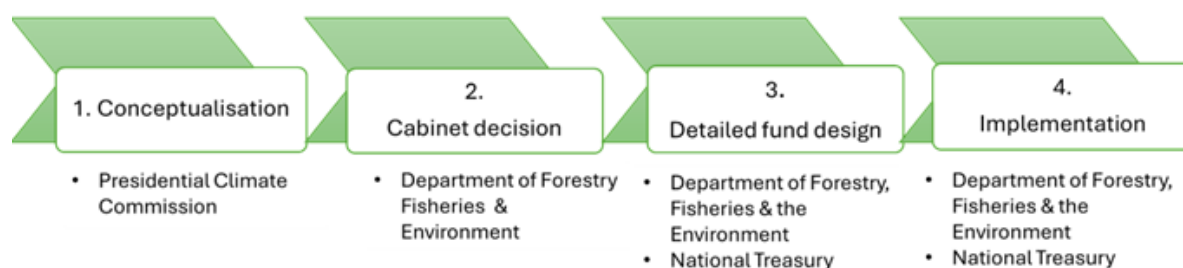 1. Conceptualisation
• Presidential Climate
Commission
2.
Cabinet decision
• Department of Forestry
Fisheries &
Environment
3.
Detailed fund design
• Department of Forestry,
Fisheries & the
Environment
• National Treasury
4.
Implementation
• Department of Forestry,
Fisheries & the
Environment
• National Treasury